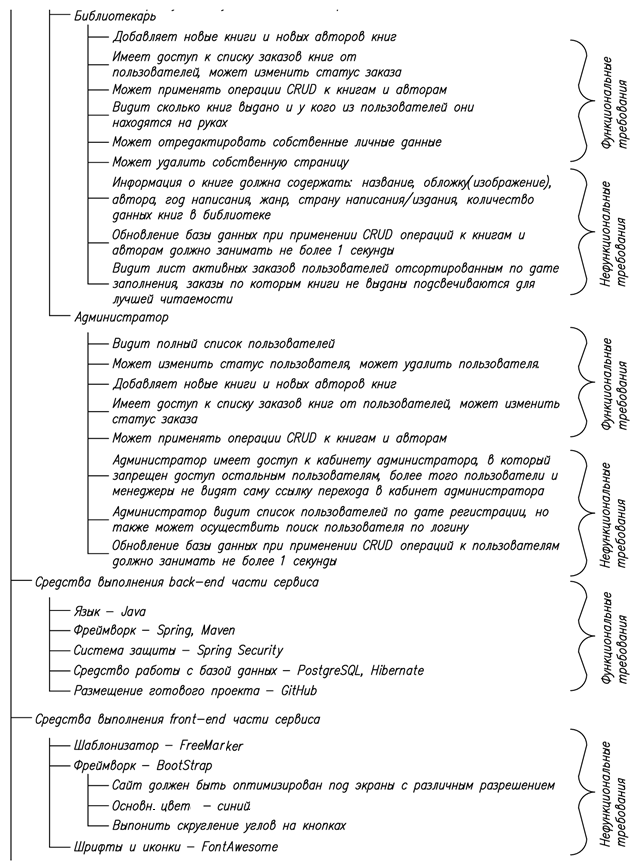 Библиотекарь
Добавляет новые книги и новых авторов книг
Имеет доступ к списку заказов книг от
пользователей, может изменить статус заказа
Может применять операции CRUD к книгам и авторам
Видит сколько книг выдано и у кого из пользователей они
находятся на руках
Может отредактировать собственные личные данные
Может удалить собственную страницу
Функциональные
требования
Информация о книге должна содержать: название, обложку(изображение),
автора, год написания, жанр, страну написания/издания, количество
данных книг в библиотеке
Обновление базы данных при применении CRUD операций к книгам и
авторам должно занимать не более 1 секунды
Видит лист активных заказов пользователей отсортированным по дате
заполнения, заказы по которым книги не выданы подсвечиваются для
лучшей читаемости
Нефункциональные
требования
Администратор
Видит полный список пользователей
Может изменить статус пользователя, может удалить пользователя.
Добавляет новые книги и новых авторов книг
Имеет доступ к списку заказов книг от пользователей, может изменить
статус заказа
Может применять операции CRUD к книгам и авторам
Функциональные
требования
Администратор имеет доступ к кабинету администратора, в который
запрещен доступ остальным пользователям, более того пользователи и
менеджеры не видят саму ссылку перехода в кабинет администратора
Администратор видит список пользователей по дате регистрациц, но
также может осуществить поиск пользователя по логину
Обновление базы данных при применении CRUD операций к пользователям
должно занимать не более 1 секунды
Нефункциональные
требования
Средства выполнения back-end части сервиса
Язык – Java
Фреймворк – Spring, Maven
Система защиты – Spring Security
Средство работы с базой данных – PostgreSQL, Hibernate
Размещение готового проекта – GitHub
Функциональные
требования
Средства выполнения front-end части сервиса
Шаблонизатор – FreeMarker
Фреймворк – BootStrap
Сайт должен быть оптимизирован под экраны с различным разрешением
Основн. цвет – синий
Выпонить скругление углов на кнопках
Шрифты и иконки – FontAwesome
Нефункциональные
требования